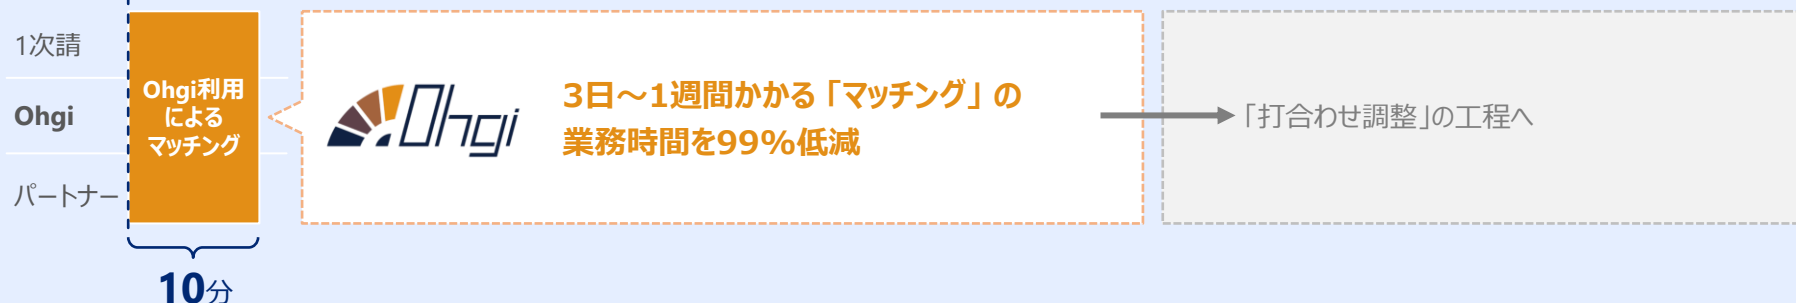 1次請
Ohgi
パートナー
Ohgi利用
による
マッチング
Ohgi
3日～1週間かかる「マッチング」の
業務時間を99%低減
「打合わせ調整」の工程へ
10分